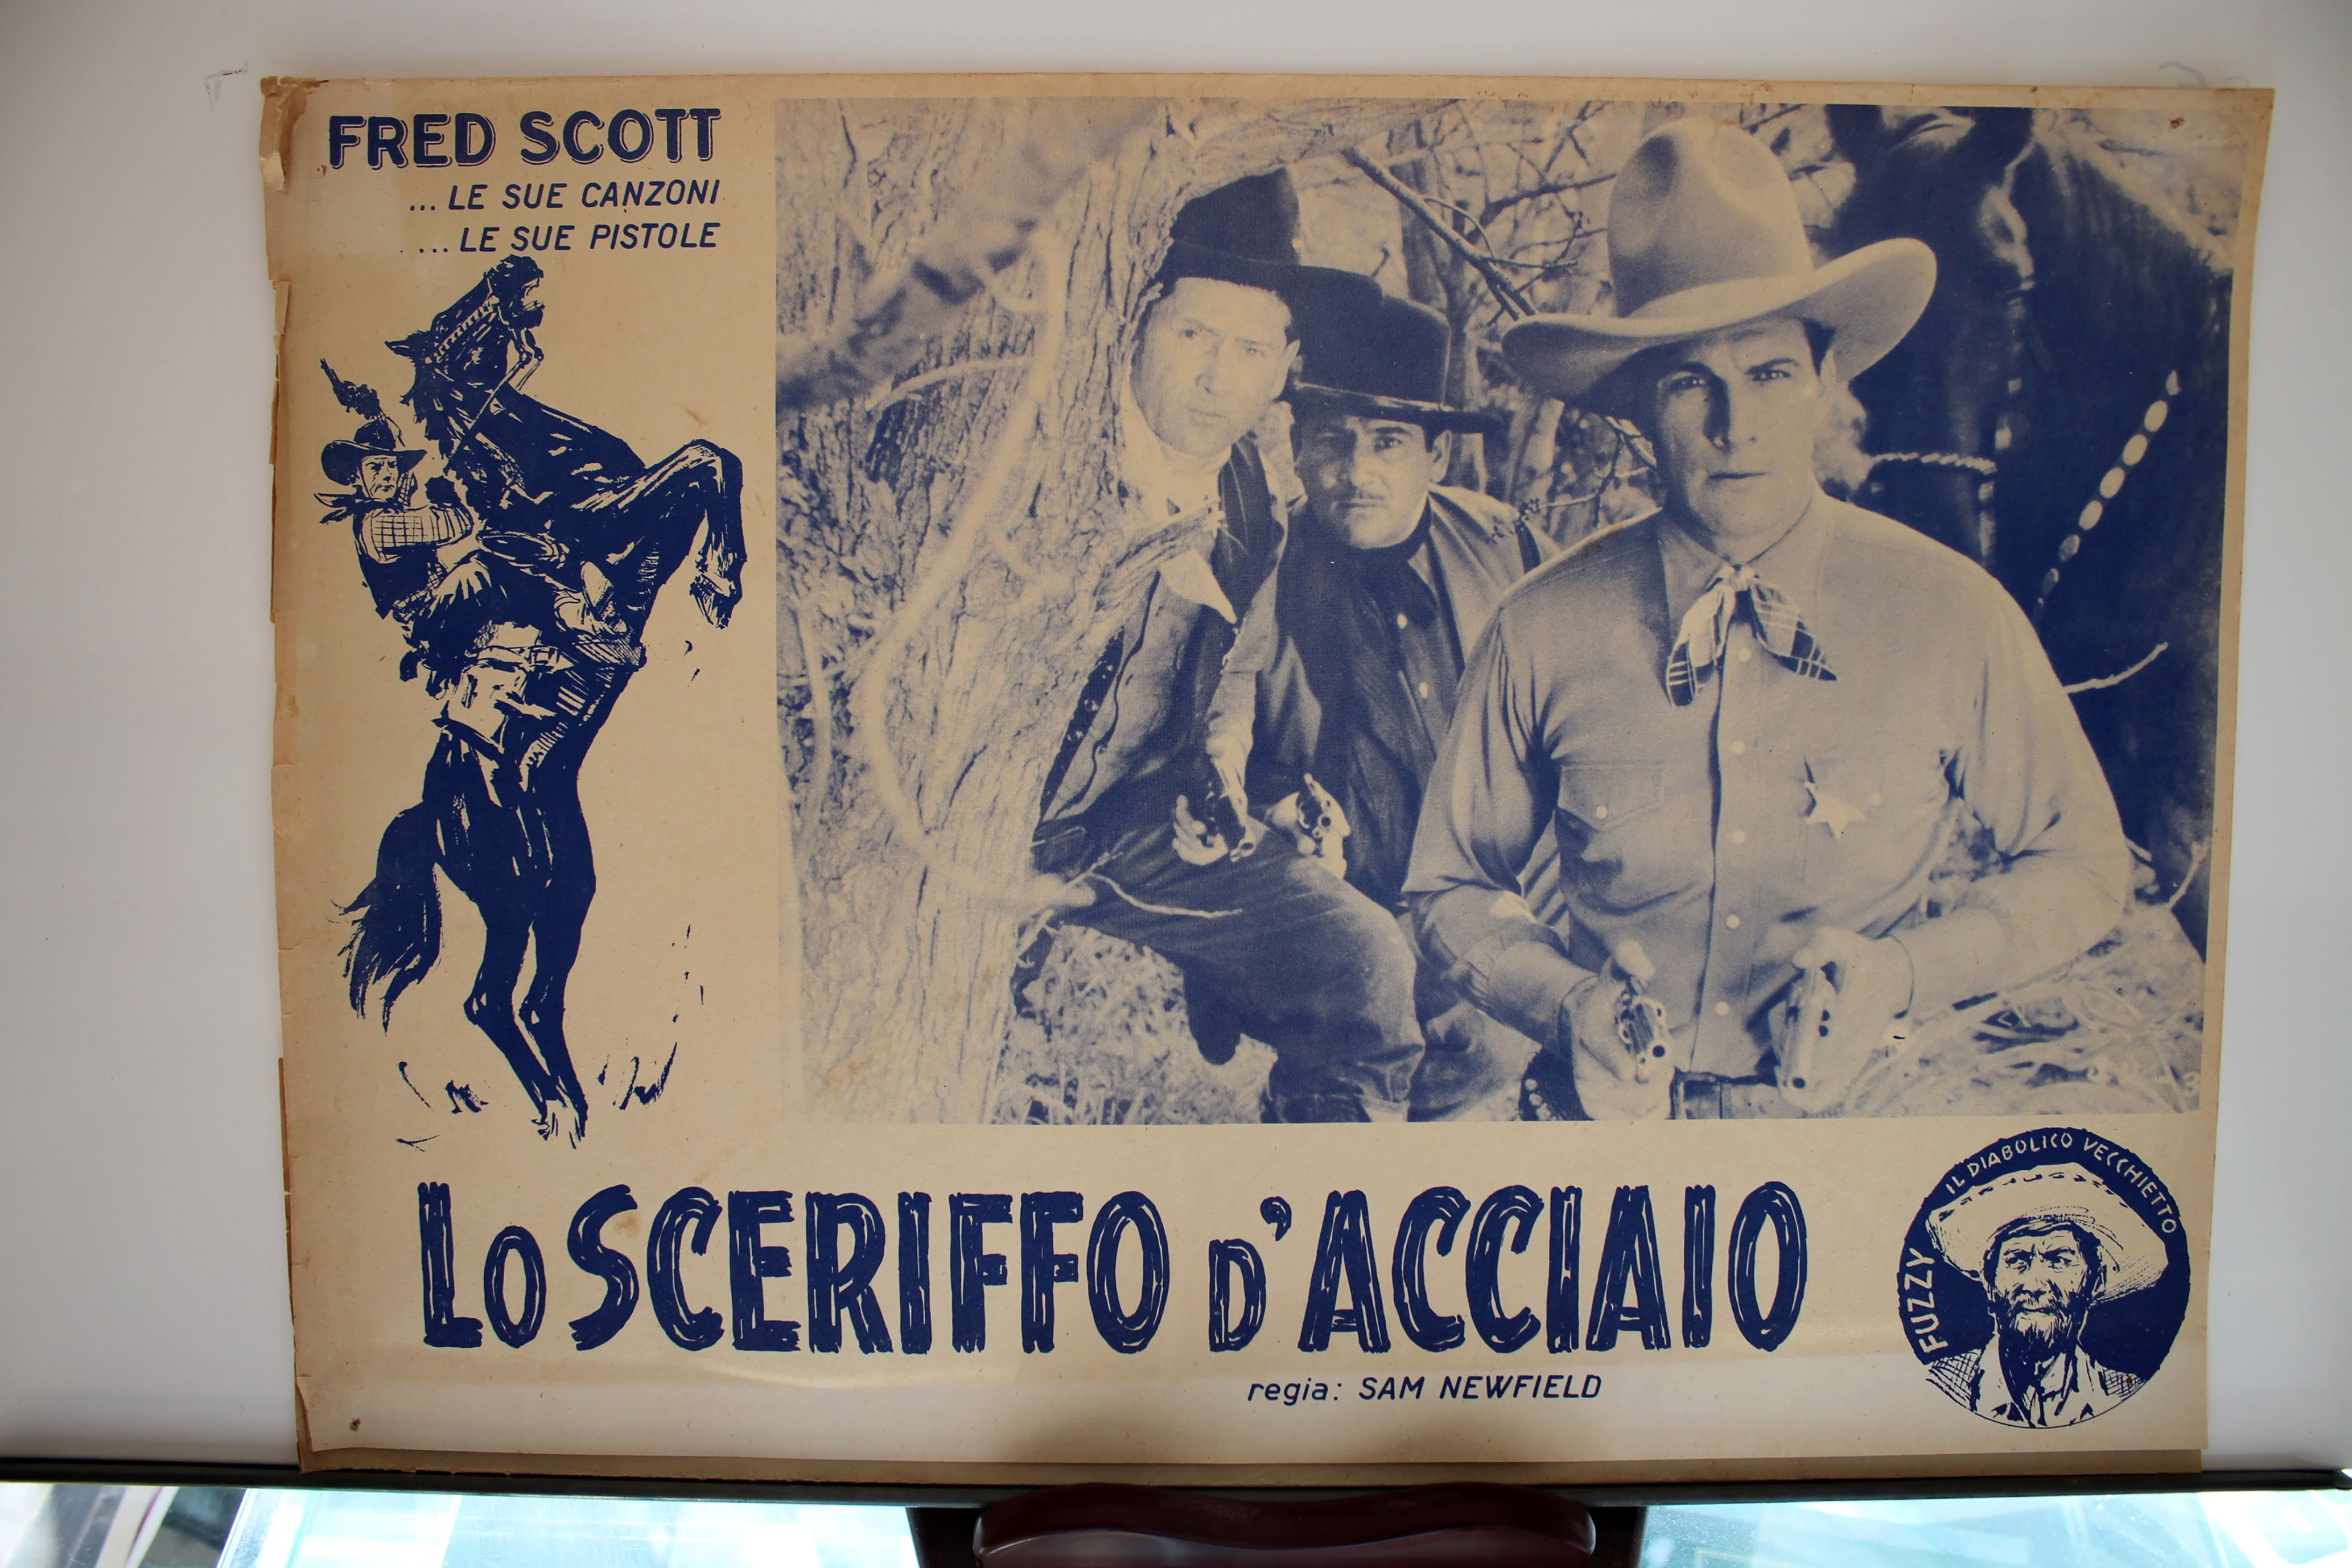 FRED SCOTT
... LE SUE CANZONI
... LE SUE PISTOLE
LO SCERIFFO D'ACCIAIO
regia: SAM NEWFIELD
FUZZY IL DIABOLICO VECCHIETTO